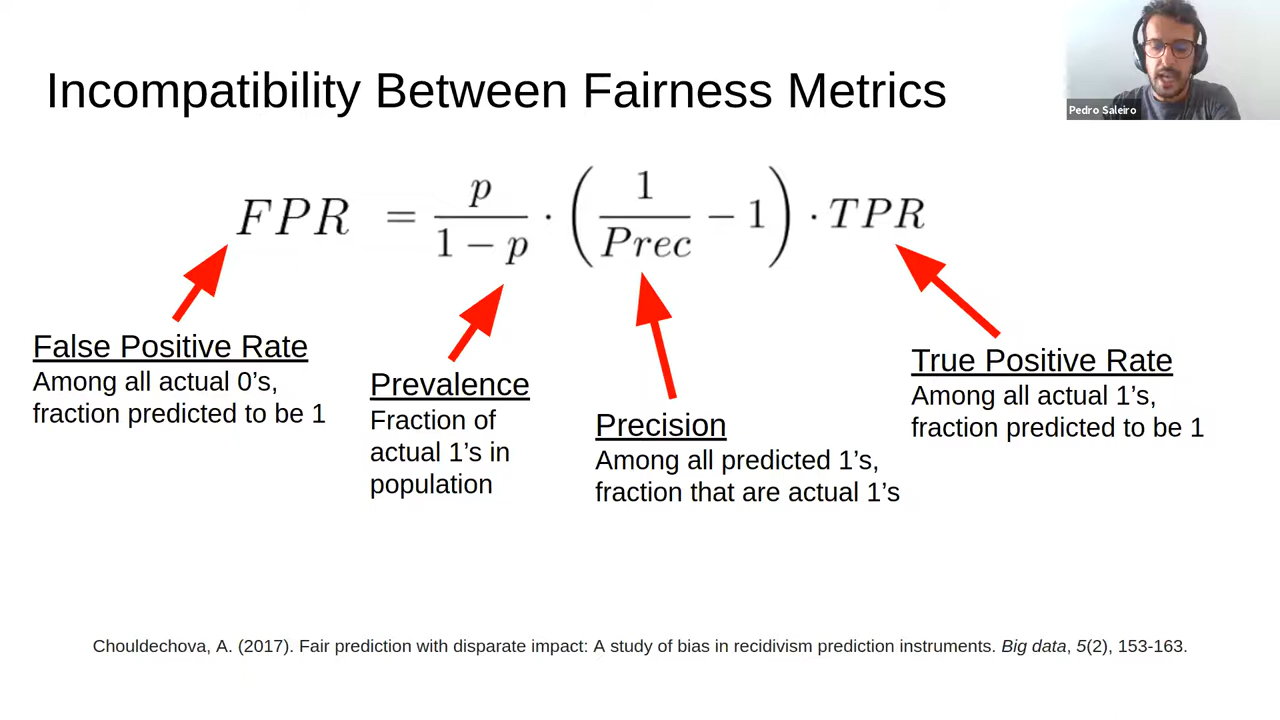 Incompatibility Between Fairness Metrics
Pedro Saleiro
FPR = p / (1 − p) · (1 / Prec − 1) · TPR
False Positive Rate
Among all actual 0’s,
fraction predicted to be 1
Prevalence
Fraction of
actual 1’s in
population
Precision
Among all predicted 1’s,
fraction that are actual 1’s
True Positive Rate
Among all actual 1’s,
fraction predicted to be 1
Chouldechova, A. (2017). Fair prediction with disparate impact: A study of bias in recidivism prediction instruments. Big data, 5(2), 153-163.